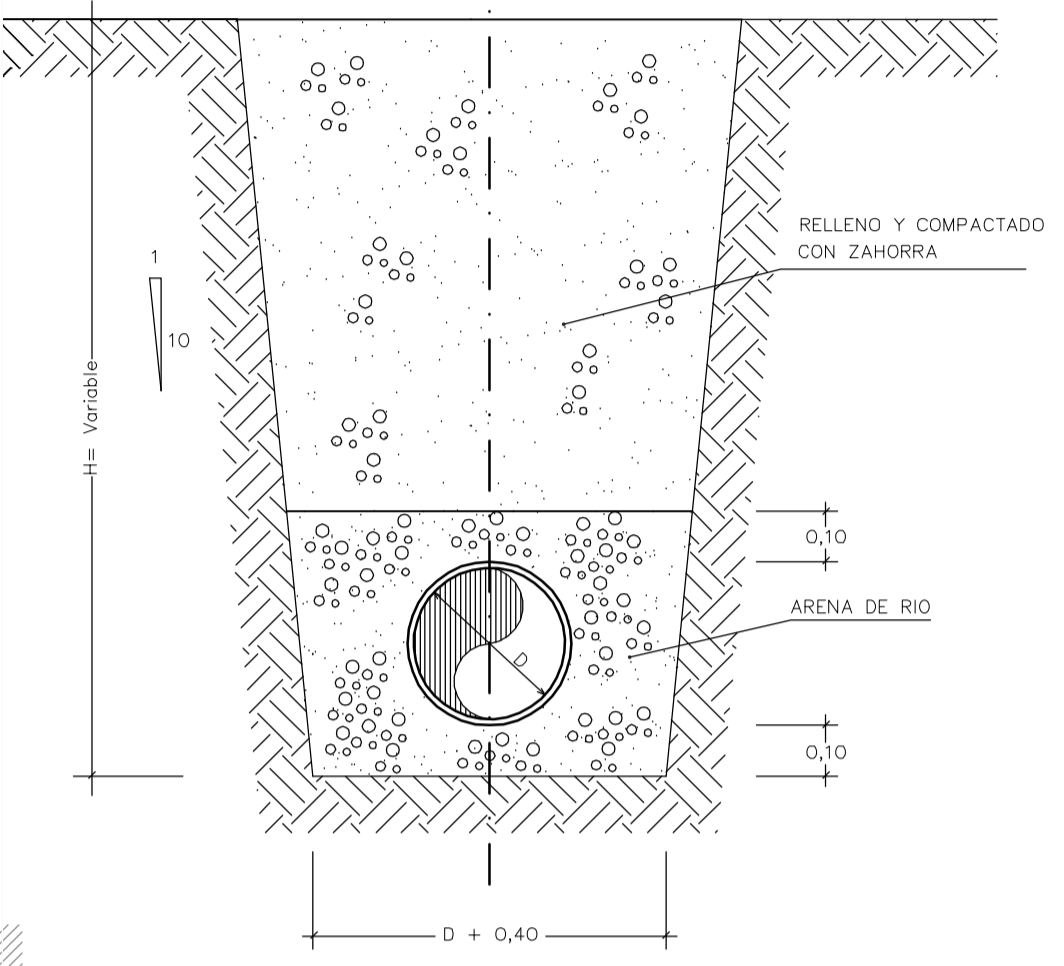 RELLENO Y COMPACTADO
CON ZAHORRA
1
10
H= Variable
0,10
ARENA DE RIO
D
0,10
D + 0,40